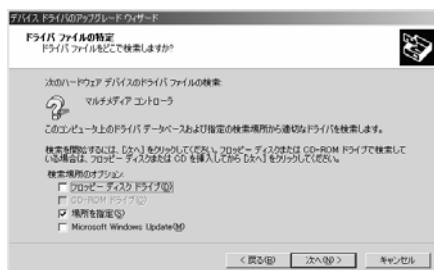 デバイス ドライバのアップグレード ウィザード
ドライバ ファイルの特定
ドライバ ファイルをどこで検索しますか?
次のハードウェア デバイスのドライバ ファイルの検索:
マルチメディア コントローラ
このコンピュータ上のドライバ データベースおよび指定の検索場所から適切なドライバを検索します。
検索を開始するには、[次へ] をクリックしてください。フロッピー ディスクまたは CD-ROM ドライブで検索して
いる場合は、フロッピー ディスクまたは CD を挿入してから [次へ] をクリックしてください。
検索場所のオプション:
フロッピー ディスク ドライブ(D)
CD-ROM ドライブ(C)
場所を指定(S)
Microsoft Windows Update(M)
< 戻る(B)
次へ(N) >
キャンセル